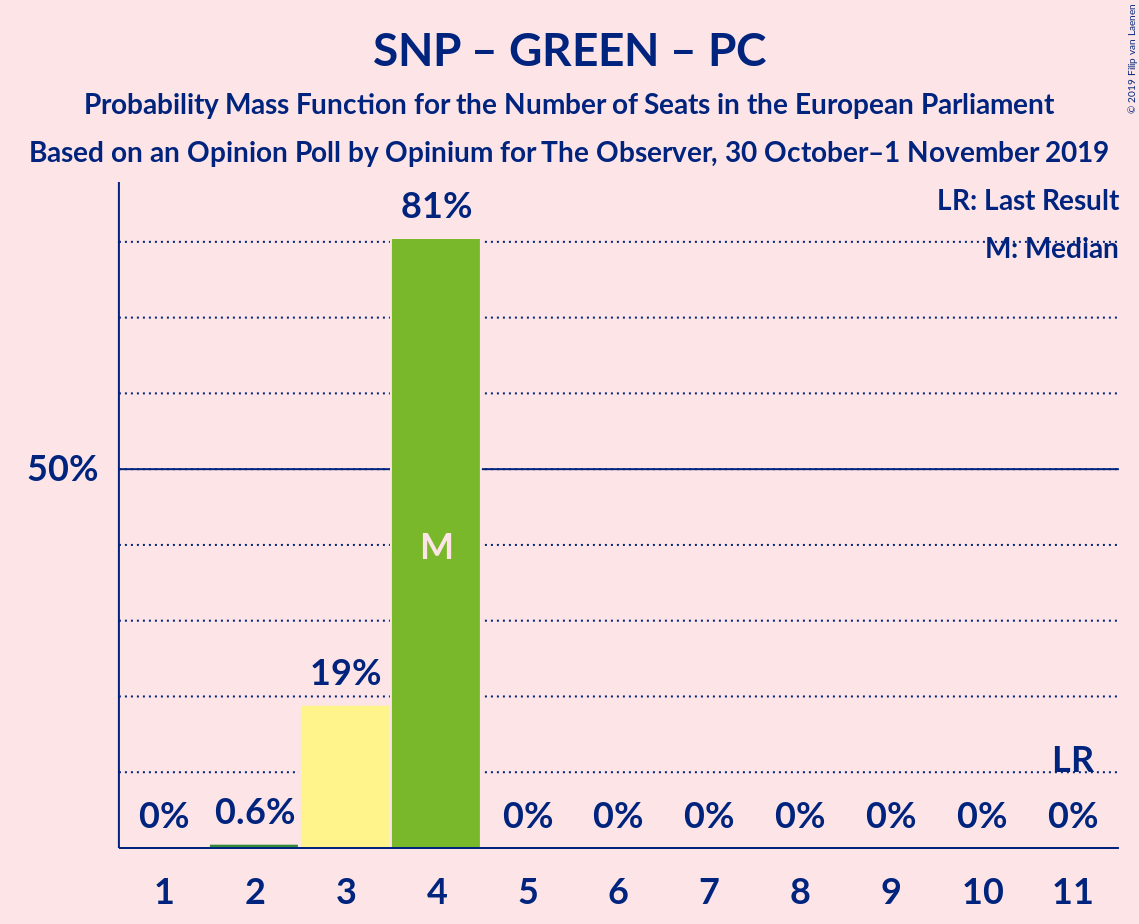 SNP – GREEN – PC
Probability Mass Function for the Number of Seats in the European Parliament
Based on an Opinion Poll by Opinium for The Observer, 30 October–1 November 2019
© 2019 Filip van Laenen
LR: Last Result
M: Median
81%
50%
M
19%
LR
0% 0.6% 0% 0% 0% 0% 0% 0% 0%
1 2 3 4 5 6 7 8 9 10 11